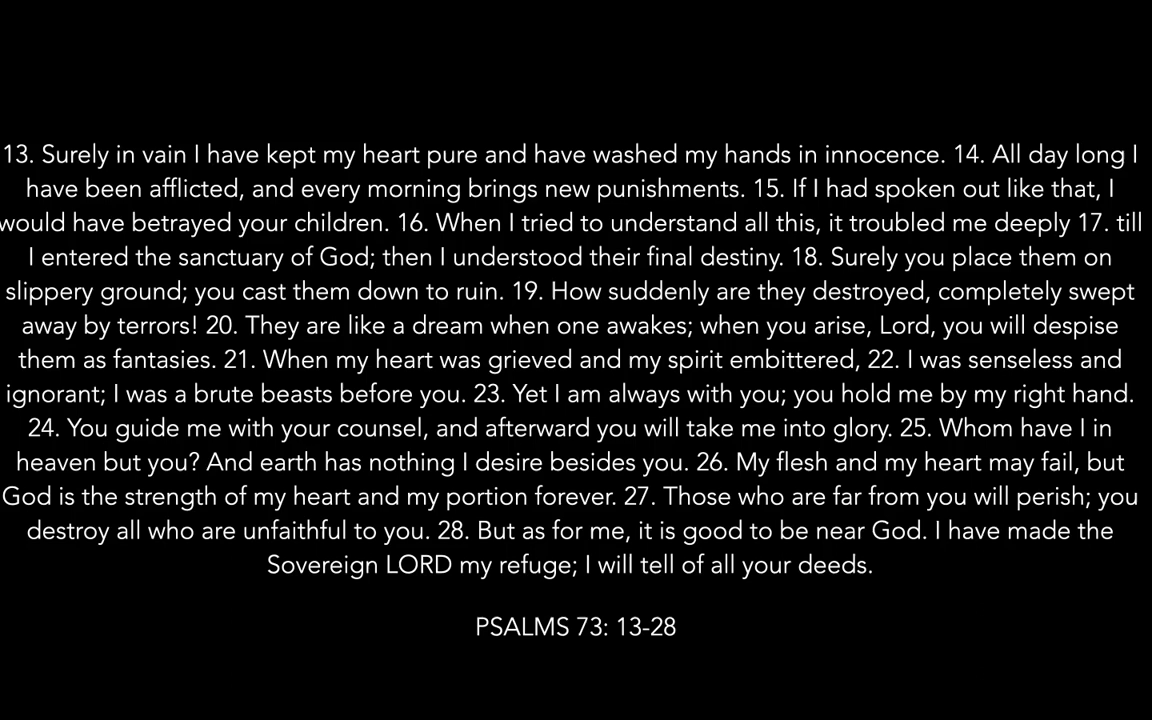 13. Surely in vain I have kept my heart pure and have washed my hands in innocence. 14. All day long I
have been afflicted, and every morning brings new punishments. 15. If I had spoken out like that, I
would have betrayed your children. 16. When I tried to understand all this, it troubled me deeply 17. till
I entered the sanctuary of God; then I understood their final destiny. 18. Surely you place them on
slippery ground; you cast them down to ruin. 19. How suddenly are they destroyed, completely swept
away by terrors! 20. They are like a dream when one awakes; when you arise, Lord, you will despise
them as fantasies. 21. When my heart was grieved and my spirit embittered, 22. I was senseless and
ignorant; I was a brute beasts before you. 23. Yet I am always with you; you hold me by my right hand.
24. You guide me with your counsel, and afterward you will take me into glory. 25. Whom have I in
heaven but you? And earth has nothing I desire besides you. 26. My flesh and my heart may fail, but
God is the strength of my heart and my portion forever. 27. Those who are far from you will perish; you
destroy all who are unfaithful to you. 28. But as for me, it is good to be near God. I have made the
Sovereign LORD my refuge; I will tell of all your deeds.
PSALMS 73: 13-28